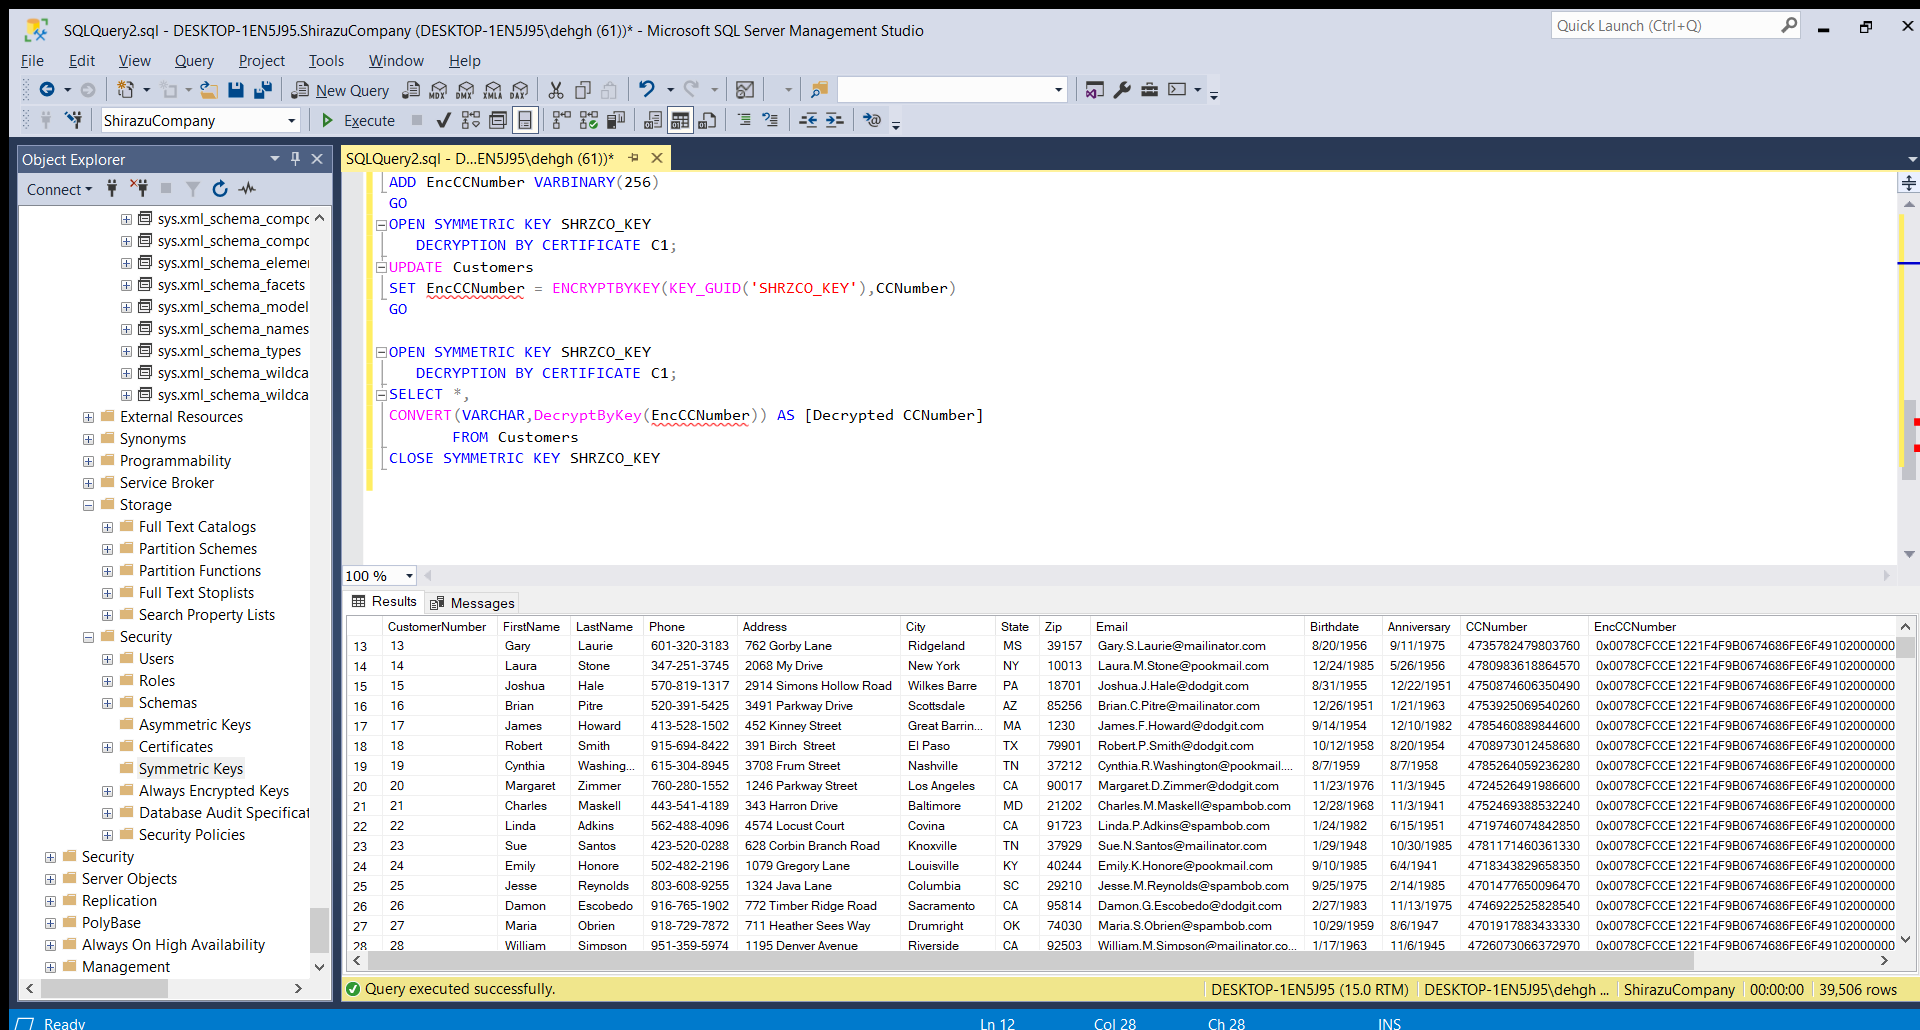 SQLQuery2.sql - DESKTOP-1EN5J95.ShirazuCompany (DESKTOP-1EN5J95\dehgh (61))* - Microsoft SQL Server Management Studio
Quick Launch (Ctrl+Q)
File Edit View Query Project Tools Window Help
New Query MDX DMX XMLA DAX
ShirazuCompany Execute
Object Explorer
Connect
sys.xml_schema_compo
sys.xml_schema_compo
sys.xml_schema_elemer
sys.xml_schema_facets
sys.xml_schema_model
sys.xml_schema_names
sys.xml_schema_types
sys.xml_schema_wildca
sys.xml_schema_wildca
External Resources
Synonyms
Programmability
Service Broker
Storage
Full Text Catalogs
Partition Schemes
Partition Functions
Full Text Stoplists
Search Property Lists
Security
Users
Roles
Schemas
Asymmetric Keys
Certificates
Symmetric Keys
Always Encrypted Keys
Database Audit Specificat
Security Policies
Security
Server Objects
Replication
PolyBase
Always On High Availability
Management
SQLQuery2.sql - D...EN5J95\dehgh (61))*
ADD EncCCNumber VARBINARY(256)
GO
OPEN SYMMETRIC KEY SHRZCO_KEY
DECRYPTION BY CERTIFICATE C1;
UPDATE Customers
SET EncCCNumber = ENCRYPTBYKEY(KEY_GUID('SHRZCO_KEY'),CCNumber)
GO
OPEN SYMMETRIC KEY SHRZCO_KEY
DECRYPTION BY CERTIFICATE C1;
SELECT *,
CONVERT(VARCHAR,DecryptByKey(EncCCNumber)) AS [Decrypted CCNumber]
FROM Customers
CLOSE SYMMETRIC KEY SHRZCO_KEY
100 %
Results Messages
CustomerNumber FirstName LastName Phone Address City State Zip Email Birthdate Anniversary CCNumber EncCCNumber
13 13 Gary Laurie 601-320-3183 762 Gorby Lane Ridgeland MS 39157 Gary.S.Laurie@mailinator.com 8/20/1956 9/11/1975 4735782479803760 0x0078CFCCE1221F4F9B0674686FE6F49102000000
14 14 Laura Stone 347-251-3745 2068 My Drive New York NY 10013 Laura.M.Stone@pookmail.com 12/24/1985 5/26/1956 4780983618864570 0x0078CFCCE1221F4F9B0674686FE6F49102000000
15 15 Joshua Hale 570-819-1317 2914 Simons Hollow Road Wilkes Barre PA 18701 Joshua.J.Hale@dodgit.com 8/31/1955 12/22/1951 4750874606350490 0x0078CFCCE1221F4F9B0674686FE6F49102000000
16 16 Brian Pitre 520-391-5425 3491 Parkway Drive Scottsdale AZ 85256 Brian.C.Pitre@mailinator.com 12/26/1951 1/21/1963 4753925069540260 0x0078CFCCE1221F4F9B0674686FE6F49102000000
17 17 James Howard 413-528-1502 452 Kinney Street Great Barrin... MA 1230 James.F.Howard@dodgit.com 9/14/1954 12/10/1982 4785460889844600 0x0078CFCCE1221F4F9B0674686FE6F49102000000
18 18 Robert Smith 915-694-8422 391 Birch Street El Paso TX 79901 Robert.P.Smith@dodgit.com 10/12/1958 8/20/1954 4708973012458680 0x0078CFCCE1221F4F9B0674686FE6F49102000000
19 19 Cynthia Washing... 615-304-8945 3708 Frum Street Nashville TN 37212 Cynthia.R.Washington@pookmail.... 8/7/1959 8/7/1958 4785264059236280 0x0078CFCCE1221F4F9B0674686FE6F49102000000
20 20 Margaret Zimmer 760-280-1552 1246 Parkway Street Los Angeles CA 90017 Margaret.D.Zimmer@dodgit.com 11/23/1976 11/3/1945 4724526491986600 0x0078CFCCE1221F4F9B0674686FE6F49102000000
21 21 Charles Maskell 443-541-4189 343 Harron Drive Baltimore MD 21202 Charles.M.Maskell@spambob.com 12/28/1968 11/3/1941 4752469388532240 0x0078CFCCE1221F4F9B0674686FE6F49102000000
22 22 Linda Adkins 562-488-4096 4574 Locust Court Covina CA 91723 Linda.P.Adkins@spambob.com 1/24/1982 6/15/1951 4719746074842850 0x0078CFCCE1221F4F9B0674686FE6F49102000000
23 23 Sue Santos 423-520-0288 628 Corbin Branch Road Knoxville TN 37929 Sue.N.Santos@mailinator.com 1/29/1948 10/30/1985 4781171460361330 0x0078CFCCE1221F4F9B0674686FE6F49102000000
24 24 Emily Honore 502-482-2196 1079 Gregory Lane Louisville KY 40244 Emily.K.Honore@pookmail.com 9/10/1985 6/4/1941 4718343829658350 0x0078CFCCE1221F4F9B0674686FE6F49102000000
25 25 Jesse Reynolds 803-608-9255 1324 Java Lane Columbia SC 29210 Jesse.M.Reynolds@spambob.com 9/25/1975 2/14/1985 4701477650096470 0x0078CFCCE1221F4F9B0674686FE6F49102000000
26 26 Damon Escobedo 916-765-1902 772 Timber Ridge Road Sacramento CA 95814 Damon.G.Escobedo@dodgit.com 2/27/1983 11/13/1975 4746922525828540 0x0078CFCCE1221F4F9B0674686FE6F49102000000
27 27 Maria Obrien 918-729-7872 711 Heather Sees Way Drumright OK 74030 Maria.S.Obrien@spambob.com 10/29/1959 8/6/1947 4701917883433330 0x0078CFCCE1221F4F9B0674686FE6F49102000000
28 28 William Simpson 951-359-5974 1195 Denver Avenue Riverside CA 92503 William.M.Simpson@mailinator.co... 1/17/1963 11/6/1945 4726073066372970 0x0078CFCCE1221F4F9B0674686FE6F49102000000
Query executed successfully. DESKTOP-1EN5J95 (15.0 RTM) DESKTOP-1EN5J95\dehgh ... ShirazuCompany 00:00:00 39,506 rows
Ready Ln 12 Col 28 Ch 28 INS